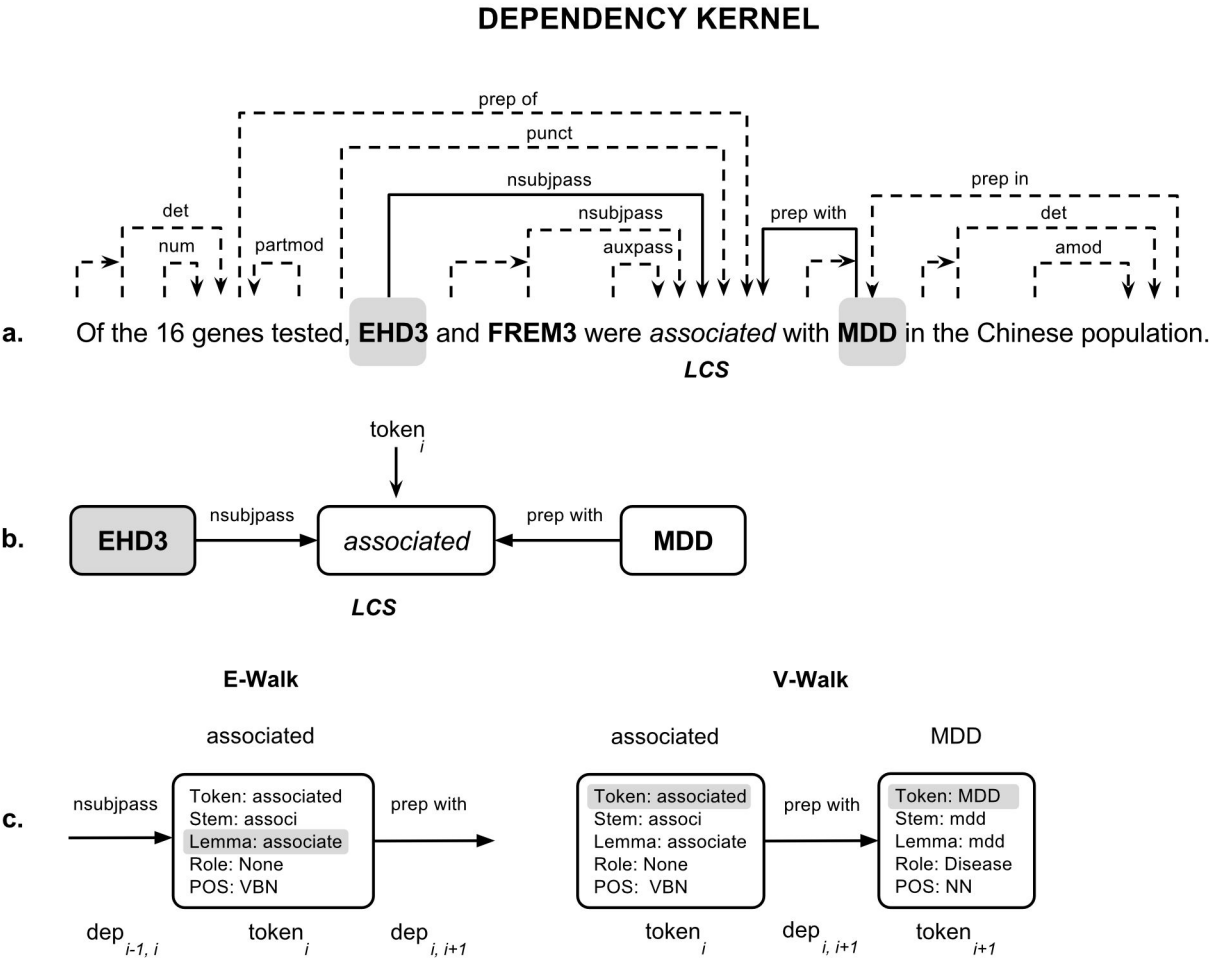 DEPENDENCY KERNEL
prep of
punct
nsubjpass
prep in
det
nsubjpass
prep with
det
num
partmod
auxpass
amod
a. Of the 16 genes tested, EHD3 and FREM3 were associated with MDD in the Chinese population.
LCS
token i
b. EHD3 nsubjpass associated prep with MDD
LCS
E-Walk V-Walk
associated associated MDD
c.
nsubjpass
Token: associated
Stem: associ
Lemma: associate
Role: None
POS: VBN
prep with
Token: associated
Stem: associ
Lemma: associate
Role: None
POS: VBN
prep with
Token: MDD
Stem: mdd
Lemma: mdd
Role: Disease
POS: NN
dep i-1, i token i dep i, i+1 token i dep i, i+1 token i+1